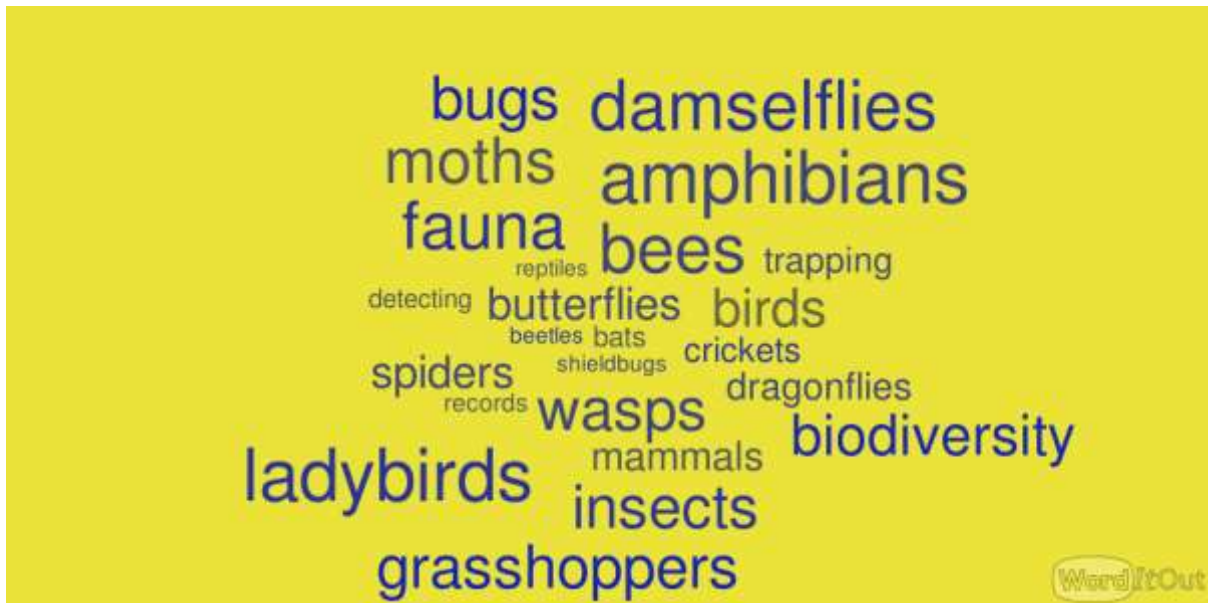 bugs damselflies
moths amphibians
fauna bees trapping
reptiles
detecting butterflies birds
beetles bats crickets
shieldbugs
spiders dragonflies
records wasps biodiversity
mammals
ladybirds insects
grasshoppers
WordItOut